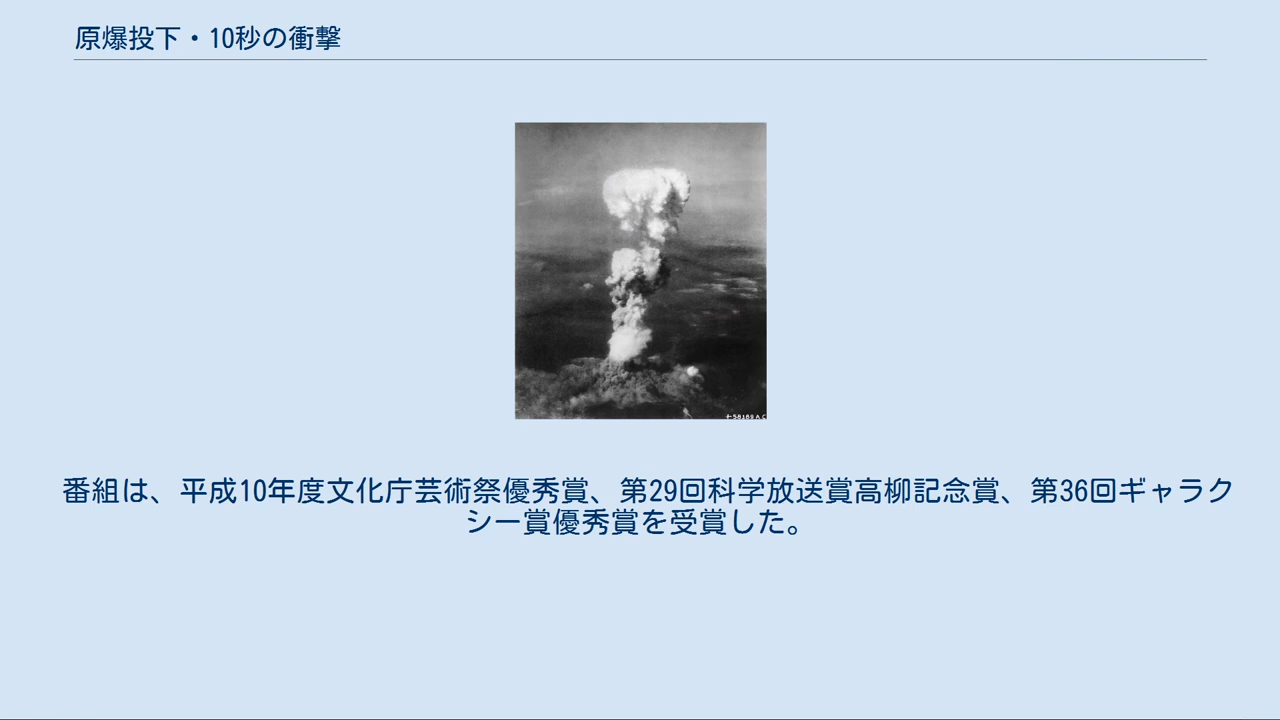 原爆投下・10秒の衝撃
番組は、平成10年度文化庁芸術祭優秀賞、第29回科学放送賞高柳記念賞、第36回ギャラク
シー賞優秀賞を受賞した。